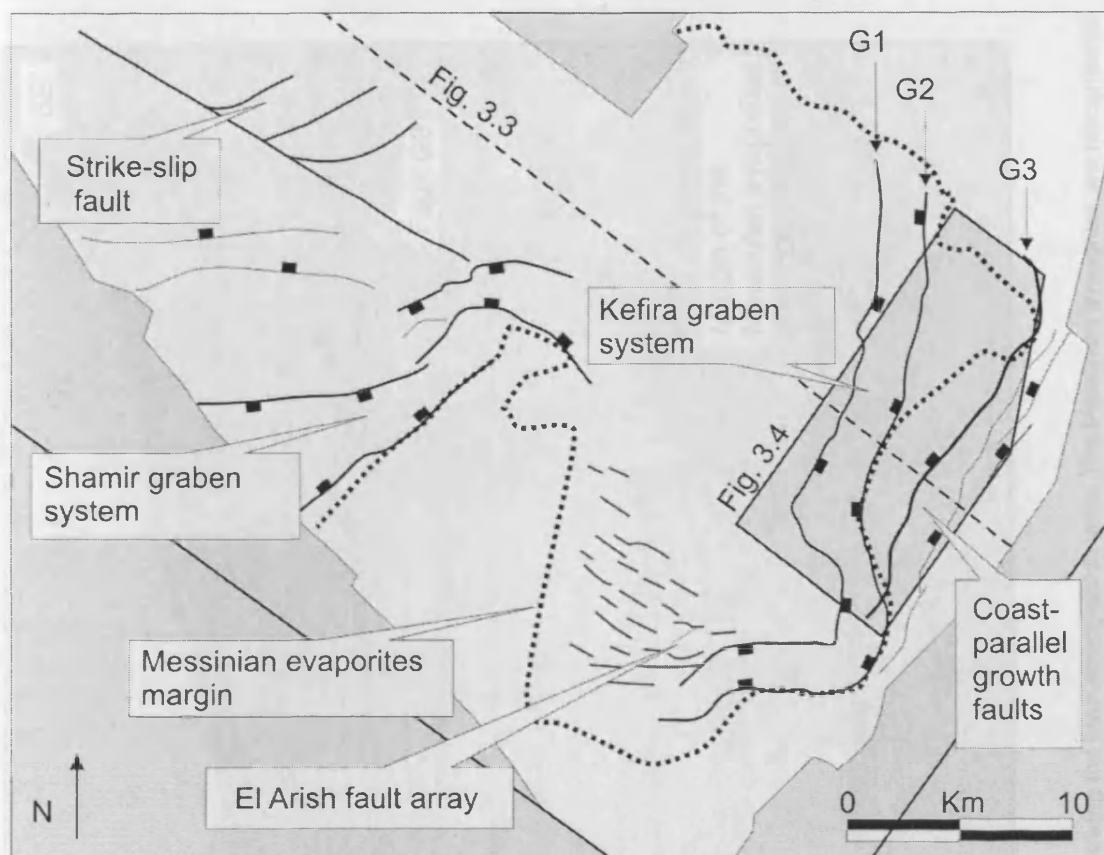 G1
G2
G3
Fig. 3.3
Strike-slip
fault
Kefira graben
system
Fig. 3.4
Shamir graben
system
Messinian evaporites
margin
Coast-
parallel
growth
faults
El Arish fault array
N
0 Km 10